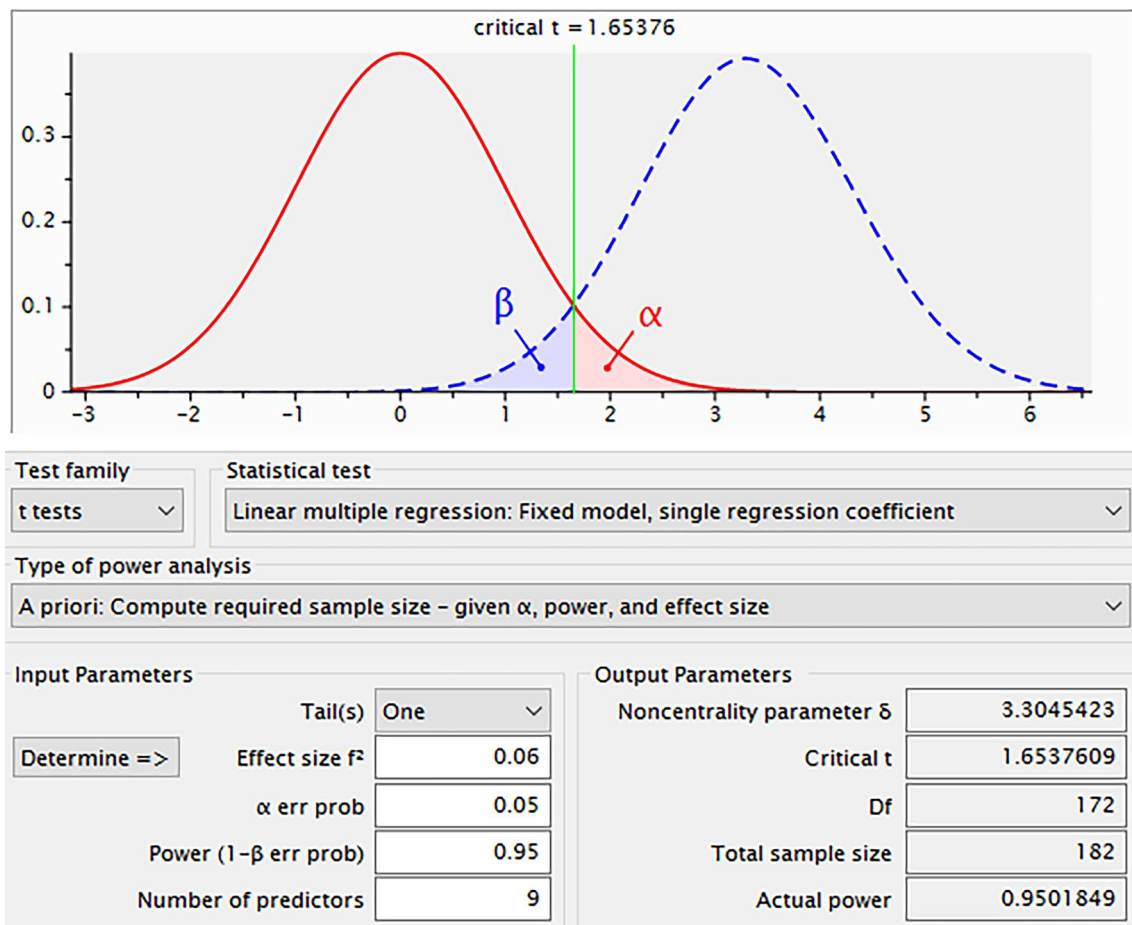 critical t = 1.65376
0.3
0.2
0.1
0
β
α
-3 -2 -1 0 1 2 3 4 5 6
Test family
Statistical test
t tests
Linear multiple regression: Fixed model, single regression coefficient
Type of power analysis
A priori: Compute required sample size – given α, power, and effect size
Input Parameters
Tail(s) One
Determine => Effect size f² 0.06
α err prob 0.05
Power (1-β err prob) 0.95
Number of predictors 9
Output Parameters
Noncentrality parameter δ 3.3045423
Critical t 1.6537609
Df 172
Total sample size 182
Actual power 0.9501849